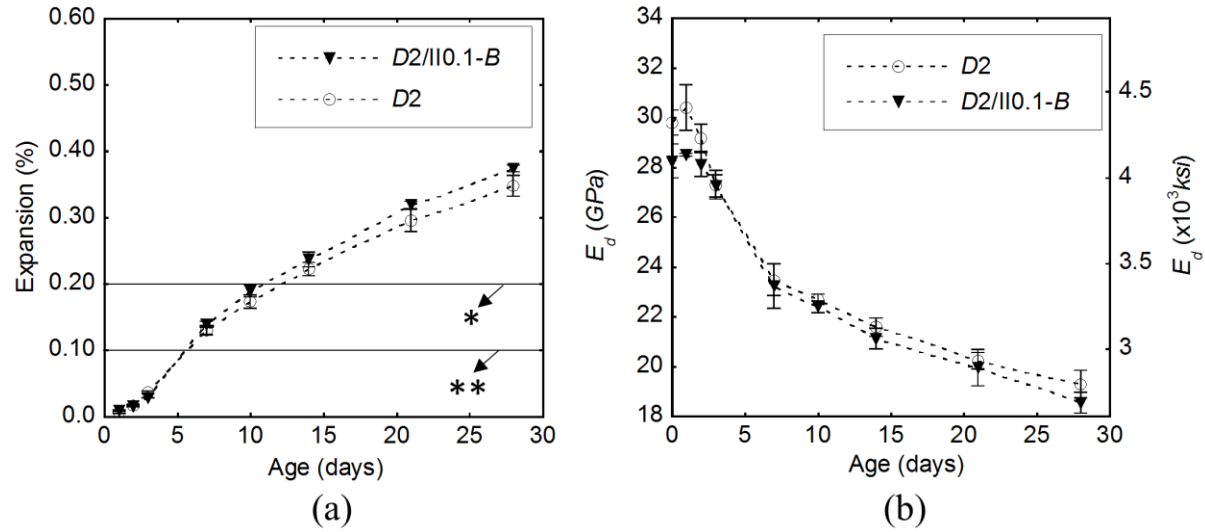 0.60
0.50
0.40
0.30
0.20
0.10
0.0
Expansion (%)
D2/II0.1-B
D2
*
**
0 5 10 15 20 25 30
Age (days)
(a)
34
32
30
28
26
24
22
20
18
E_d (GPa)
D2
D2/II0.1-B
4.5
4
3.5
3
E_d (x10³ksi)
0 5 10 15 20 25 30
Age (days)
(b)